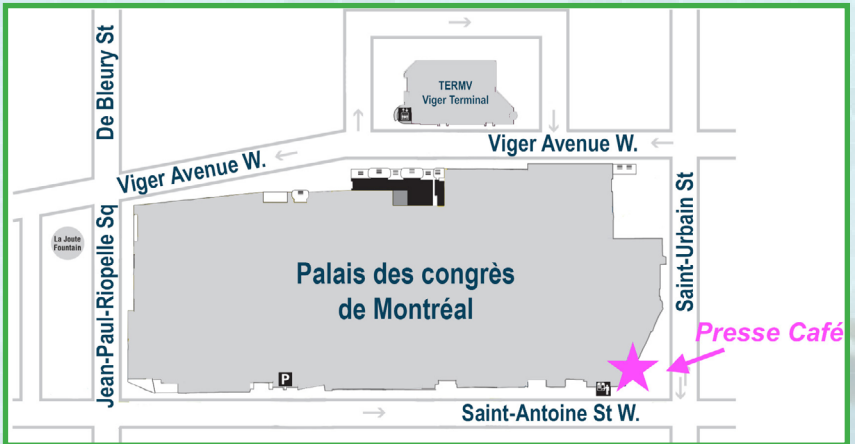 De Bleury St
TERMV
Viger Terminal
Viger Avenue W.
Viger Avenue W.
La Joute
Fountain
Jean-Paul-Riopelle Sq
Saint-Urbain St
Palais des congrès
de Montréal
Presse Café
P
Saint-Antoine St W.